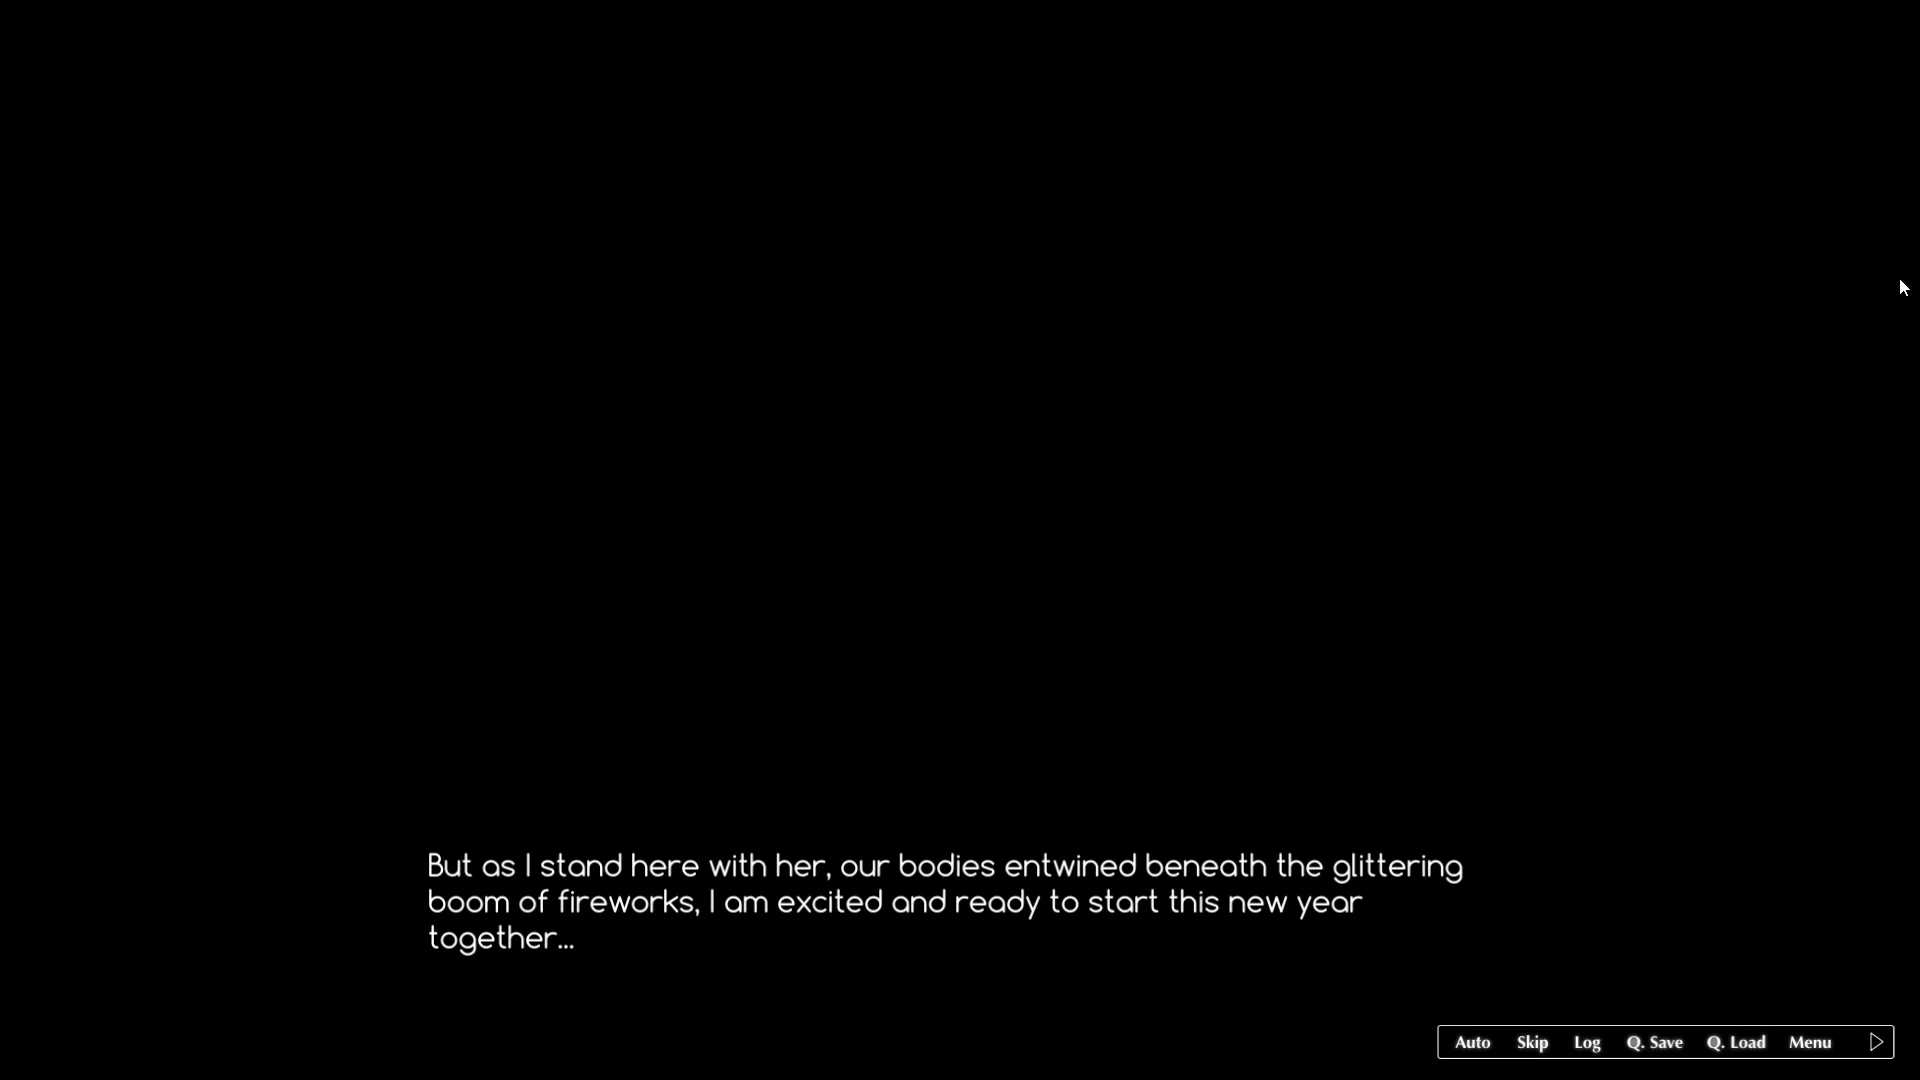 But as I stand here with her, our bodies entwined beneath the glittering
boom of fireworks, I am excited and ready to start this new year
together...
Auto Skip Log Q. Save Q. Load Menu